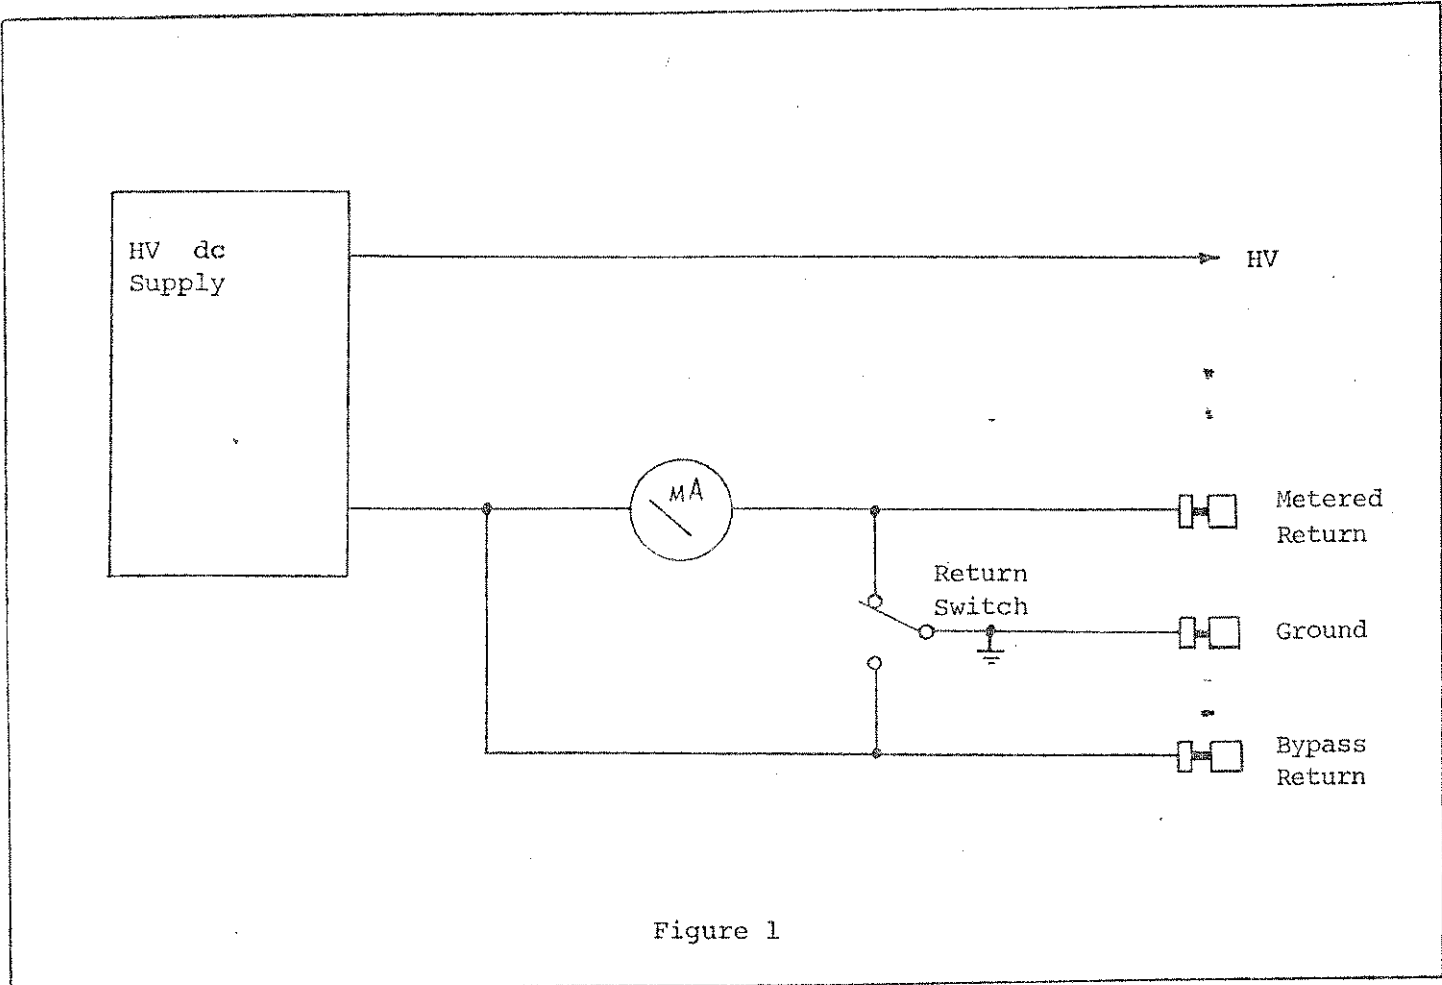 HV dc
Supply
HV
MA
Metered
Return
Return
Switch
Ground
Bypass
Return
Figure 1